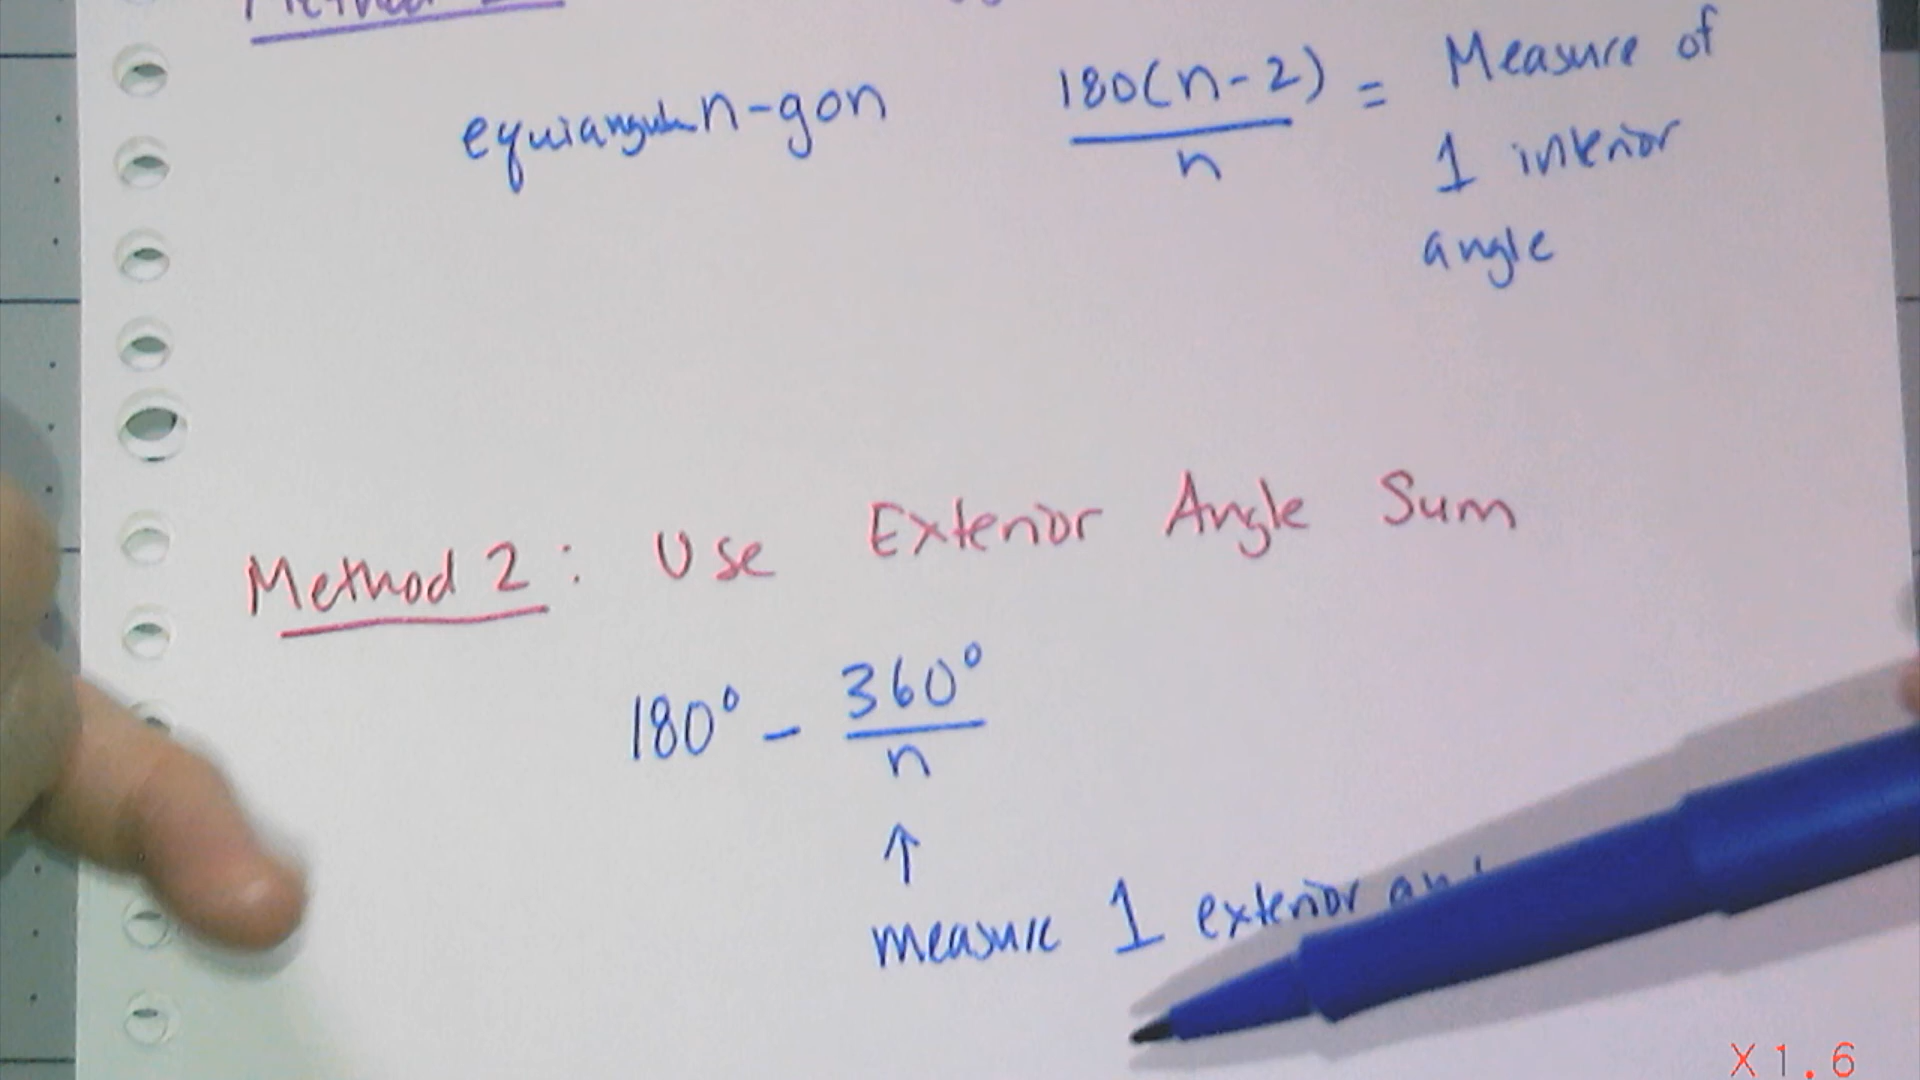 equiangular n-gon
180(n-2) / n = Measure of
1 interior
angle
Method 2: Use Exterior Angle Sum
180° - 360° / n
↑
measure 1 exterior
X1.6